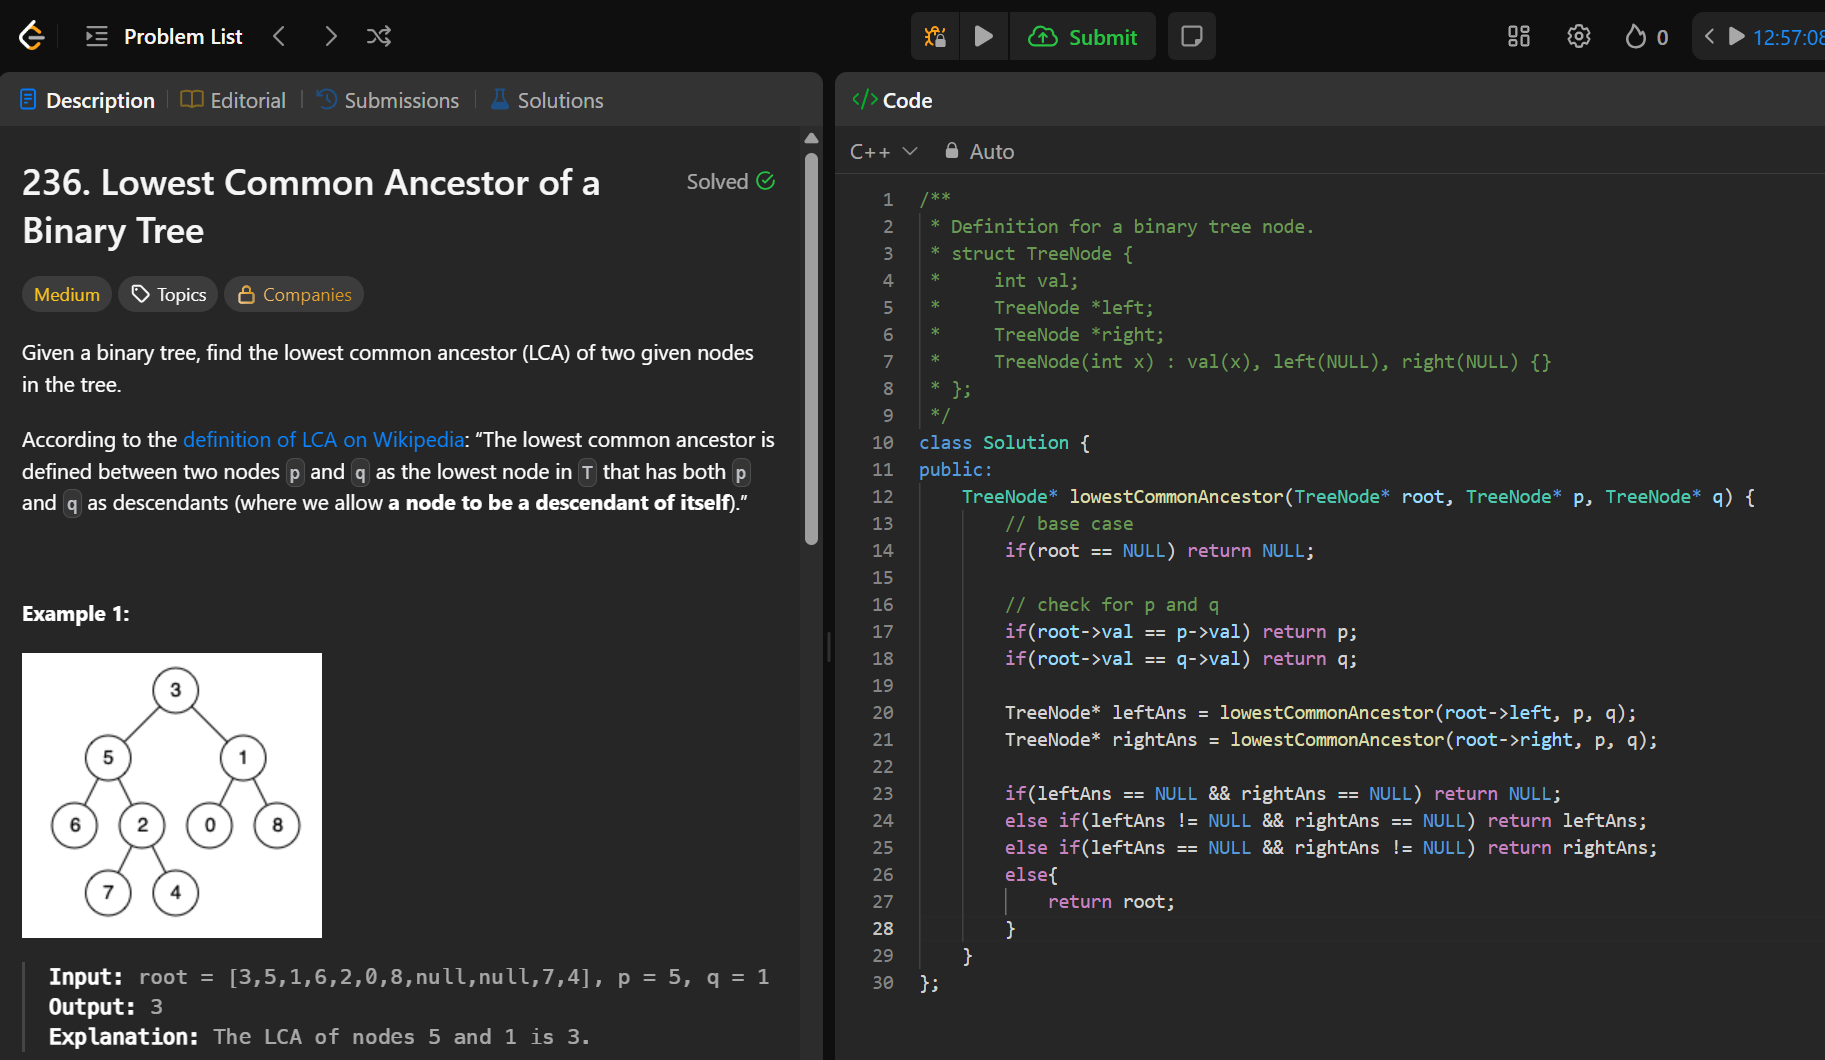 Problem List
Submit
0
12:57:08
Description
Editorial
Submissions
Solutions
236. Lowest Common Ancestor of a
Binary Tree
Solved
Medium
Topics
Companies
Given a binary tree, find the lowest common ancestor (LCA) of two given nodes
in the tree.
According to the definition of LCA on Wikipedia: “The lowest common ancestor is
defined between two nodes p and q as the lowest node in T that has both p
and q as descendants (where we allow a node to be a descendant of itself).”
Example 1:
3
5 1
6 2 0 8
7 4
Input: root = [3,5,1,6,2,0,8,null,null,7,4], p = 5, q = 1
Output: 3
Explanation: The LCA of nodes 5 and 1 is 3.
</> Code
C++
Auto
1 /**
2  * Definition for a binary tree node.
3  * struct TreeNode {
4  *     int val;
5  *     TreeNode *left;
6  *     TreeNode *right;
7  *     TreeNode(int x) : val(x), left(NULL), right(NULL) {}
8  * };
9  */
10 class Solution {
11 public:
12     TreeNode* lowestCommonAncestor(TreeNode* root, TreeNode* p, TreeNode* q) {
13         // base case
14         if(root == NULL) return NULL;
15
16         // check for p and q
17         if(root->val == p->val) return p;
18         if(root->val == q->val) return q;
19
20         TreeNode* leftAns = lowestCommonAncestor(root->left, p, q);
21         TreeNode* rightAns = lowestCommonAncestor(root->right, p, q);
22
23         if(leftAns == NULL && rightAns == NULL) return NULL;
24         else if(leftAns != NULL && rightAns == NULL) return leftAns;
25         else if(leftAns == NULL && rightAns != NULL) return rightAns;
26         else{
27             return root;
28         }
29     }
30 };